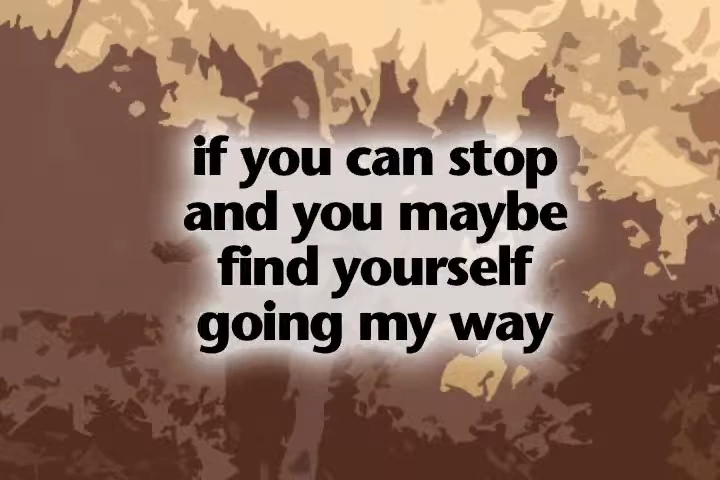 if you can stop
and you maybe
find yourself
going my way